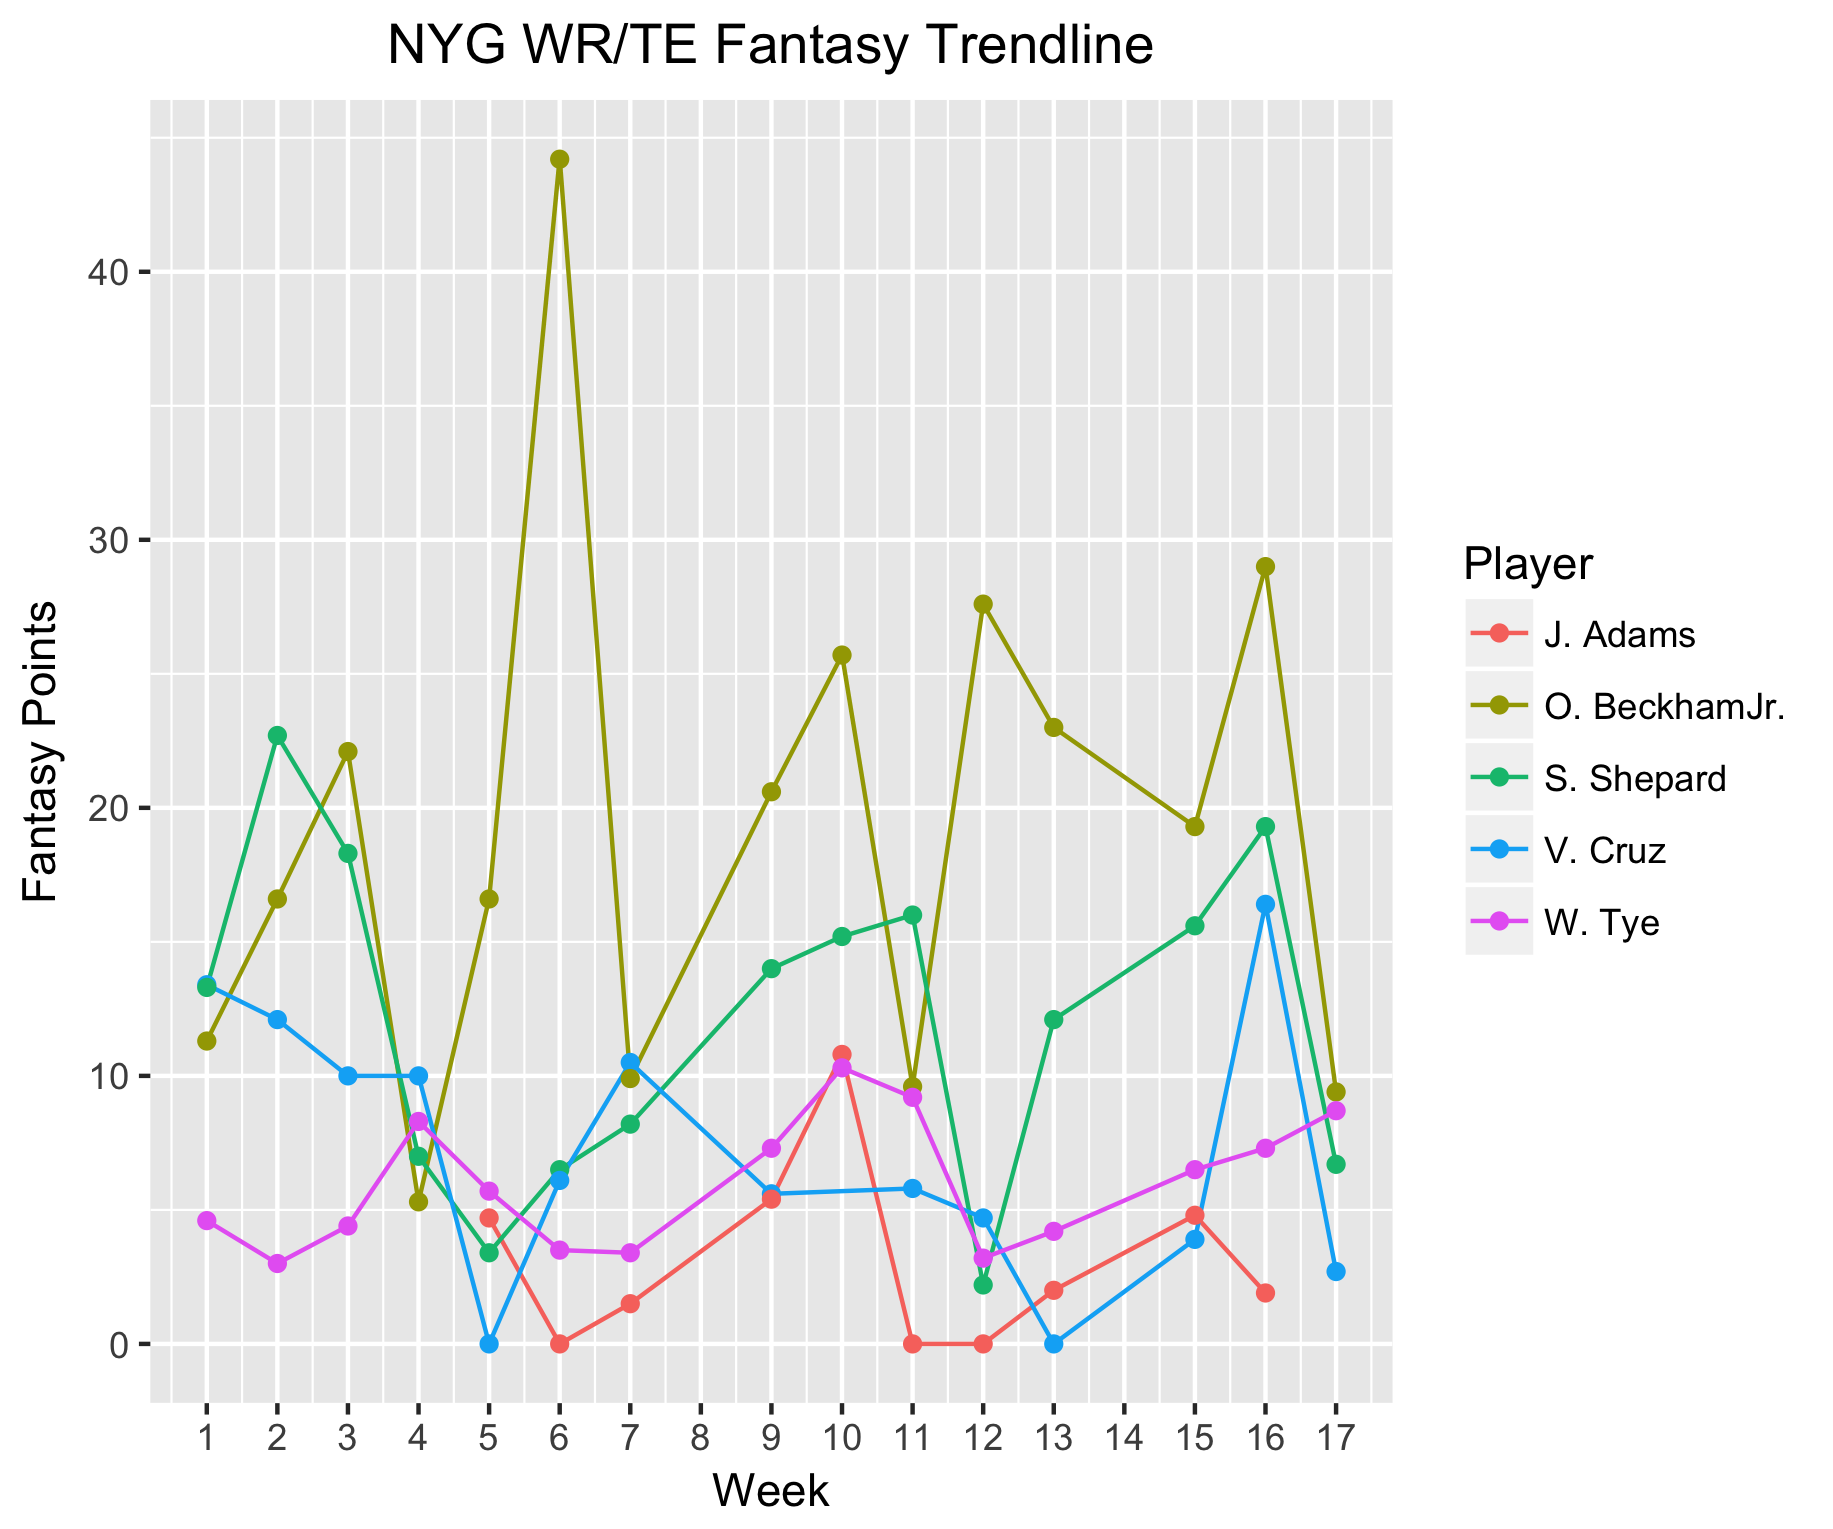 NYG WR/TE Fantasy Trendline
Fantasy Points
40
30
20
10
0
1 2 3 4 5 6 7 8 9 10 11 12 13 14 15 16 17
Week
Player
J. Adams
O. BeckhamJr.
S. Shepard
V. Cruz
W. Tye